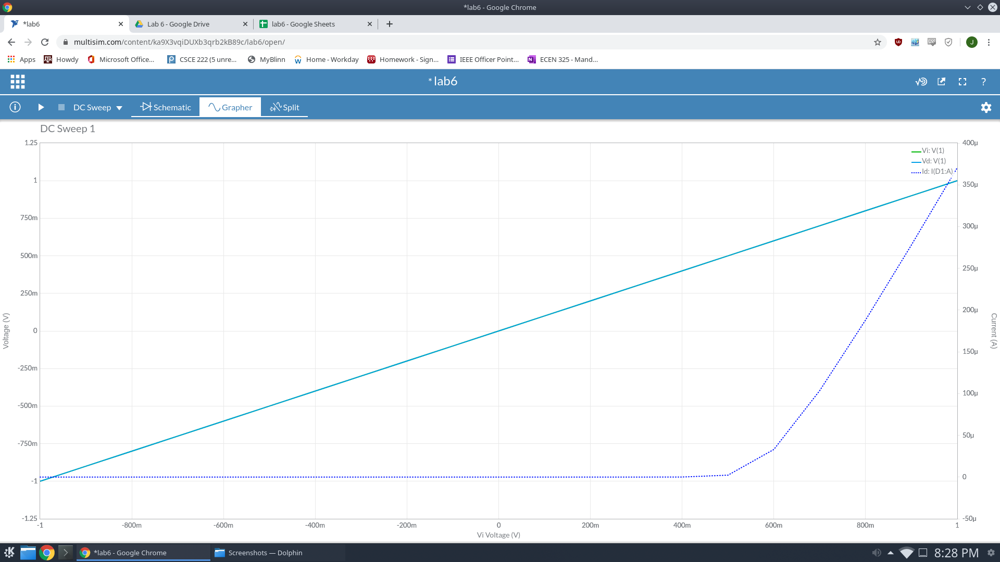 *lab6 - Google Chrome
*lab6
Lab 6 - Google Drive
lab6 - Google Sheets
multisim.com/content/ka9X3vqiDUXb3qrb2kB89c/lab6/open/
J
Apps
Howdy
Microsoft Office...
CSCE 222 (5 unre...
MyBlinn
Home - Workday
Homework - Sign...
IEEE Officer Point...
ECEN 325 - Mand...
*lab6
?
DC Sweep
Schematic
Grapher
Split
DC Sweep 1
1.25
1
750m
500m
250m
0
-250m
-500m
-750m
-1
-1.25
Voltage (V)
Vi: V(1)
Vd: V(1)
Id: I(D1:A)
400µ
350µ
300µ
250µ
200µ
150µ
100µ
50µ
0
-50µ
Current (A)
-1
-800m
-600m
-400m
-200m
0
200m
400m
600m
800m
1
Vi Voltage (V)
*lab6 - Google Chrome
Screenshots — Dolphin
8:28 PM